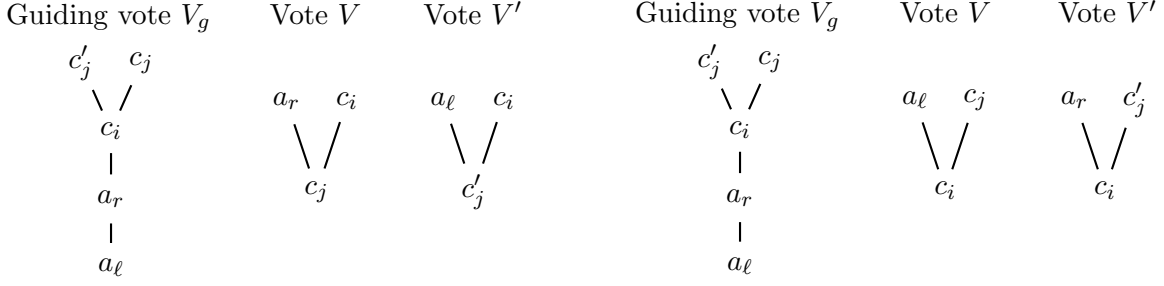 Guiding vote V_g Vote V Vote V' Guiding vote V_g Vote V Vote V'
c'_j c_j c'_j c_j
a_r c_i a_ℓ c_i a_ℓ c_j a_r c'_j
c_i c_i
c_j c'_j c_i c_i
a_r a_r
a_ℓ a_ℓ